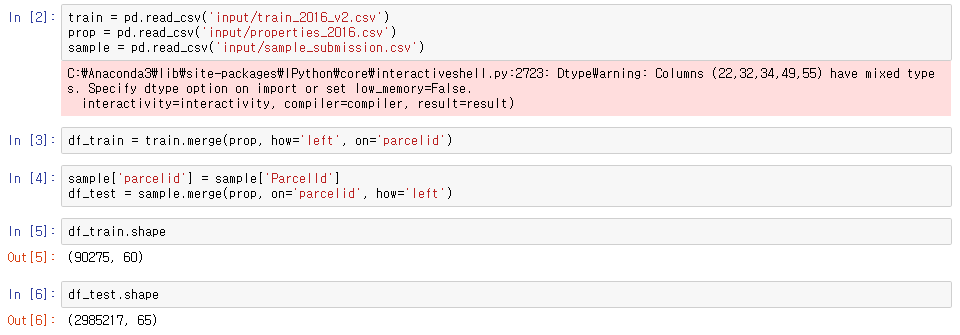 In [2]: train = pd.read_csv('input/train_2016_v2.csv')
prop = pd.read_csv('input/properties_2016.csv')
sample = pd.read_csv('input/sample_submission.csv')
C:₩Anaconda3₩lib₩site-packages₩IPython₩core₩interactiveshell.py:2723: DtypeWarning: Columns (22,32,34,49,55) have mixed type
s. Specify dtype option on import or set low_memory=False.
interactivity=interactivity, compiler=compiler, result=result)
In [3]: df_train = train.merge(prop, how='left', on='parcelid')
In [4]: sample['parcelid'] = sample['ParcelId']
df_test = sample.merge(prop, on='parcelid', how='left')
In [5]: df_train.shape
Out[5]: (90275, 60)
In [6]: df_test.shape
Out[6]: (2985217, 65)